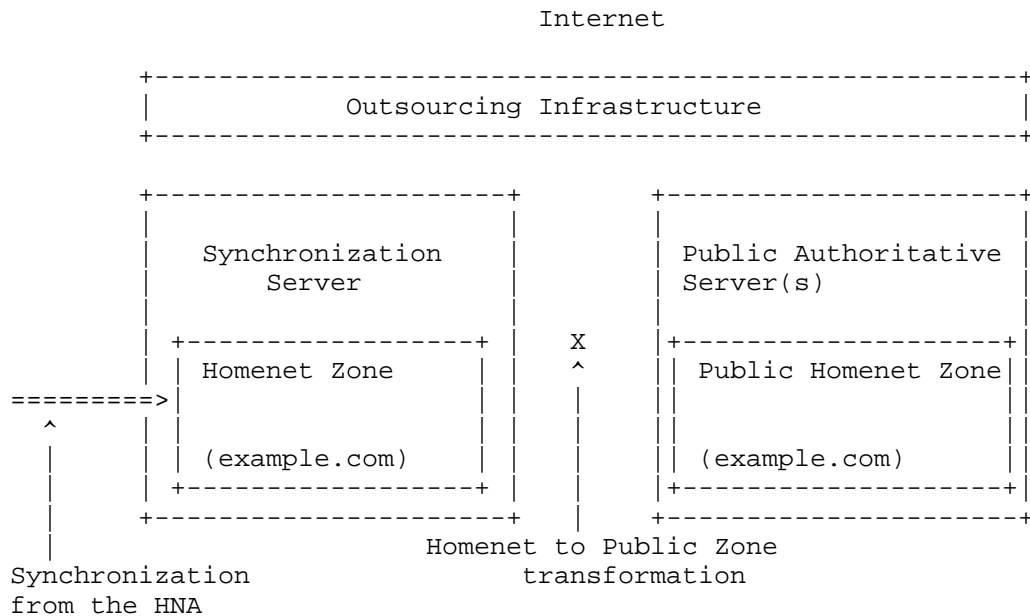 Internet
Outsourcing Infrastructure
Synchronization Server
Public Authoritative Server(s)
X
Homenet Zone
Public Homenet Zone
(example.com)
(example.com)
Homenet to Public Zone transformation
Synchronization from the HNA